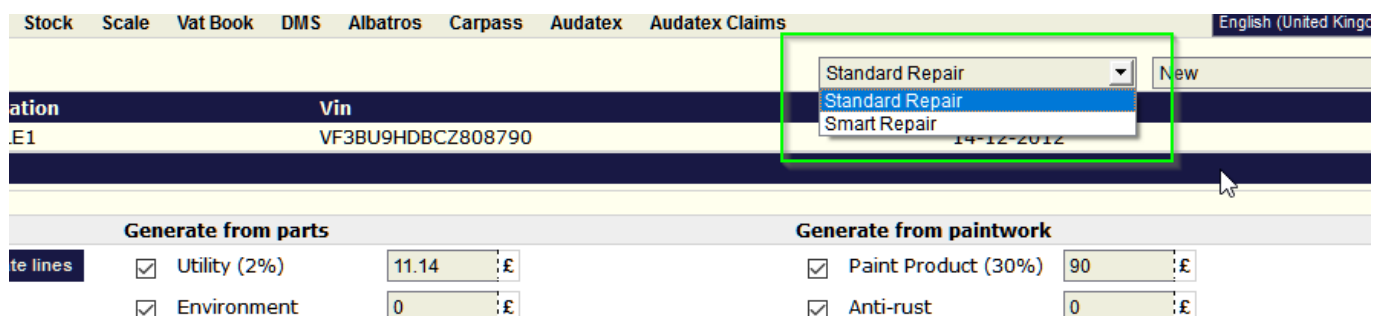 Stock Scale Vat Book DMS Albatros Carpass Audatex Audatex Claims English (United Kingd
Standard Repair New
ation Vin Standard Repair
Smart Repair
LE1 VF3BU9HDBCZ808790 14-12-2012
Generate from parts Generate from paintwork
te lines Utility (2%) 11.14 £ Paint Product (30%) 90 £
Environment 0 £ Anti-rust 0 £